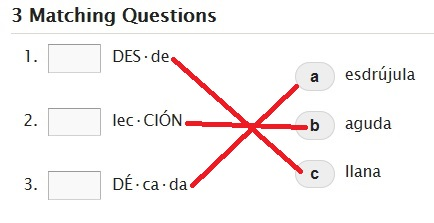 3 Matching Questions
1. DES·de
a esdrújula
2. lec·CIÓN
b aguda
c llana
3. DÉ·ca·da